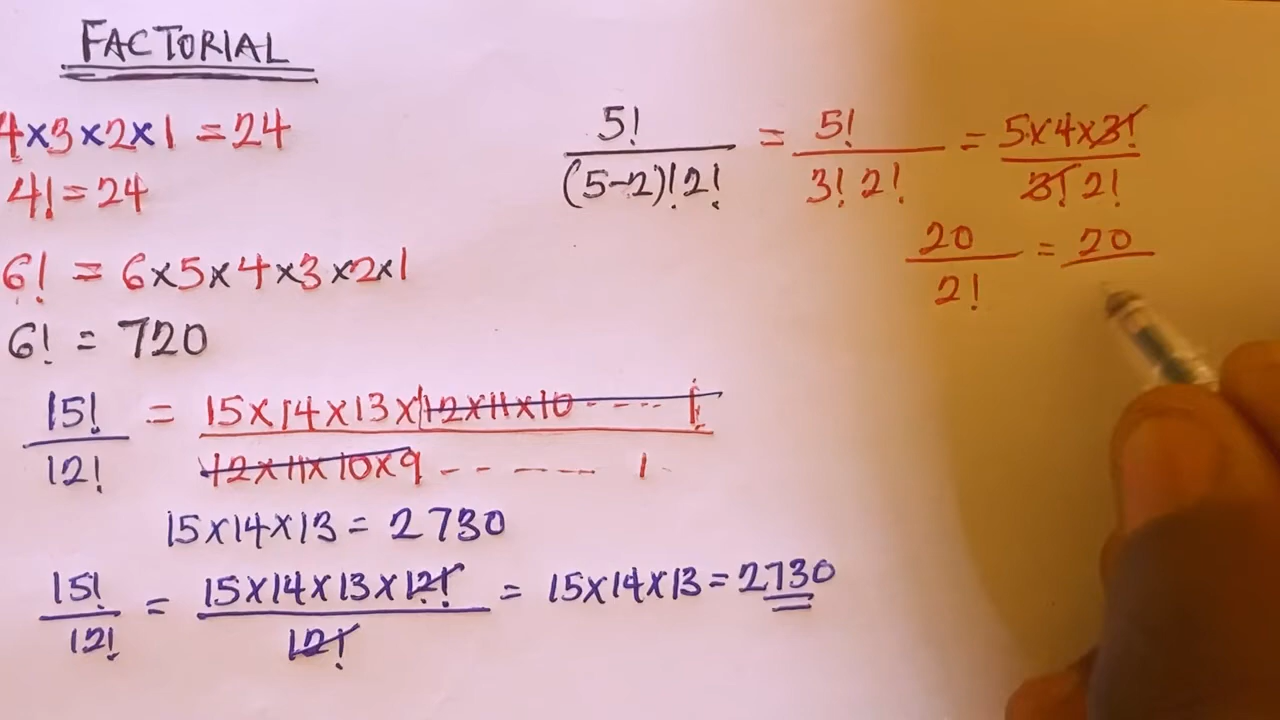 FACTORIAL
4×3×2×1 = 24
4! = 24
6! = 6×5×4×3×2×1
6! = 720
15!/12! = 15×14×13×12×11×10 - - - - 1/12×11×10×9 - - - - - - 1
15×14×13 = 2730
15!/12! = 15×14×13×12!/12! = 15×14×13 = 2730
5!/(5-2)!2! = 5!/3! 2! = 5×4×3!/3! 2!
20/2! = 20/